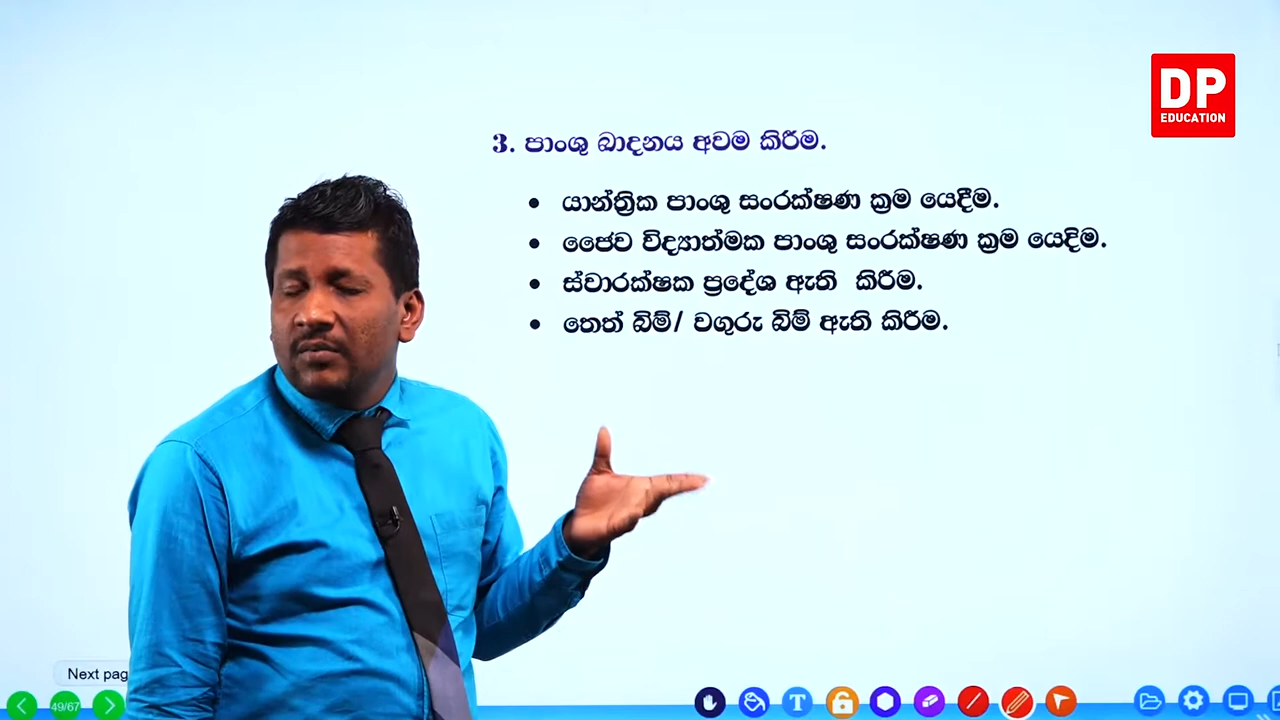 DP
EDUCATION
3. පාංශු ඛාදනය අවම කිරීම.
• යාන්ත්‍රික පාංශු සංරක්ෂණ ක්‍රම යෙදීම.
• ජෛව විද්‍යාත්මක පාංශු සංරක්ෂණ ක්‍රම යෙදිම.
• ස්වාරක්ෂක ප්‍රදේශ ඇති කිරීම.
• තෙත් බිම්/ වගුරු බිම් ඇති කිරීම.
Next pag
49/67
T